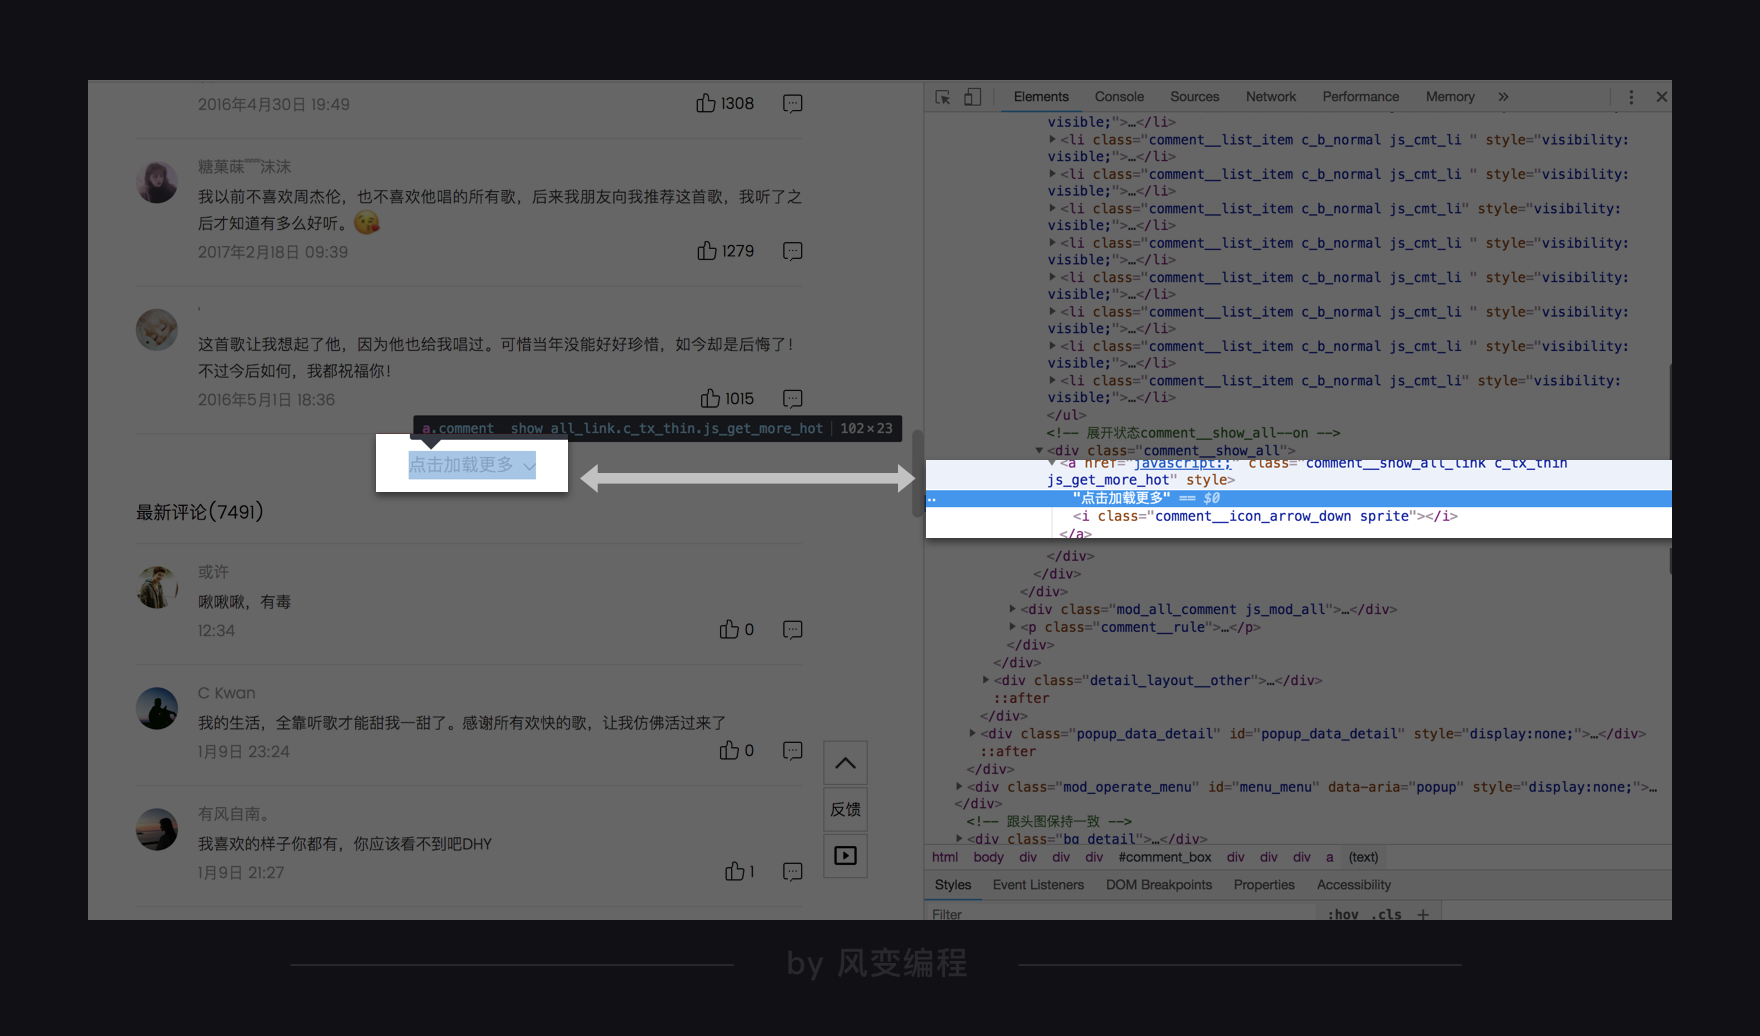 2016年4月30日 19:49
1308
糖菓蔝
沫沫
我以前不喜欢周杰伦，也不喜欢他唱的所有歌，后来我朋友向我推荐这首歌，我听了之
后才知道有多么好听。
2017年2月18日 09:39
1279
这首歌让我想起了他，因为他也给我唱过。可惜当年没能好好珍惜，如今却是后悔了！
不过今后如何，我都祝福你！
2016年5月1日 18:36
1015
a.comment__show_all_link.c_tx_thin.js_get_more_hot | 102×23
点击加载更多
最新评论(7491)
或许
啾啾啾，有毒
12:34
0
C Kwan
我的生活，全靠听歌才能甜我一甜了。感谢所有欢快的歌，让我仿佛活过来了
1月9日 23:24
0
有风自南。
我喜欢的样子你都有，你应该看不到吧DHY
1月9日 21:27
1
反馈
Elements Console Sources Network Performance Memory »
visible;">…</li>
<li class="comment__list_item c_b_normal js_cmt_li " style="visibility:
visible;">…</li>
<li class="comment__list_item c_b_normal js_cmt_li " style="visibility:
visible;">…</li>
<li class="comment__list_item c_b_normal js_cmt_li" style="visibility:
visible;">…</li>
<li class="comment__list_item c_b_normal js_cmt_li " style="visibility:
visible;">…</li>
<li class="comment__list_item c_b_normal js_cmt_li " style="visibility:
visible;">…</li>
<li class="comment__list_item c_b_normal js_cmt_li " style="visibility:
visible;">…</li>
<li class="comment__list_item c_b_normal js_cmt_li " style="visibility:
visible;">…</li>
<li class="comment__list_item c_b_normal js_cmt_li" style="visibility:
visible;">…</li>
</ul>
<!-- 展开状态comment__show_all--on -->
<div class="comment__show_all">
<a href="javascript:;" class="comment__show_all_link c_tx_thin
js_get_more_hot" style>
"点击加载更多" == $0
<i class="comment__icon_arrow_down sprite"></i>
</a>
</div>
</div>
</div>
<div class="mod_all_comment js_mod_all">…</div>
<p class="comment__rule">…</p>
</div>
</div>
<div class="detail_layout__other">…</div>
::after
</div>
<div class="popup_data_detail" id="popup_data_detail" style="display:none;">…</div>
::after
</div>
<div class="mod_operate_menu" id="menu_menu" data-aria="popup" style="display:none;">…
</div>
<!-- 跟头图保持一致 -->
<div class="bg_detail">…</div>
html body div div div #comment_box div div div a (text)
Styles Event Listeners DOM Breakpoints Properties Accessibility
Filter :hov .cls +
by 风变编程